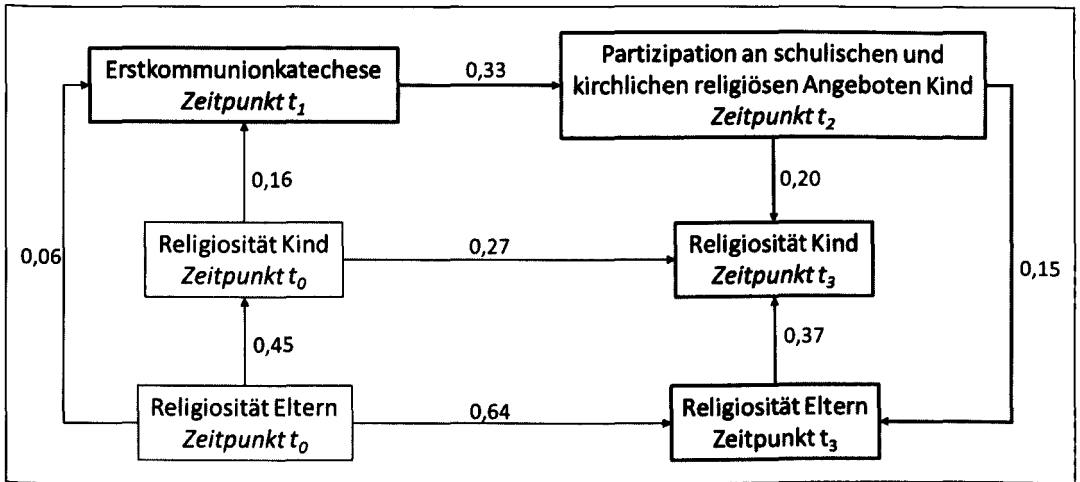 Erstkommunionkatechese
Zeitpunkt t1
0,33
Partizipation an schulischen und
kirchlichen religiösen Angeboten Kind
Zeitpunkt t2
0,16
0,20
0,06
Religiosität Kind
Zeitpunkt t0
0,27
Religiosität Kind
Zeitpunkt t3
0,15
0,45
0,37
Religiosität Eltern
Zeitpunkt t0
0,64
Religiosität Eltern
Zeitpunkt t3